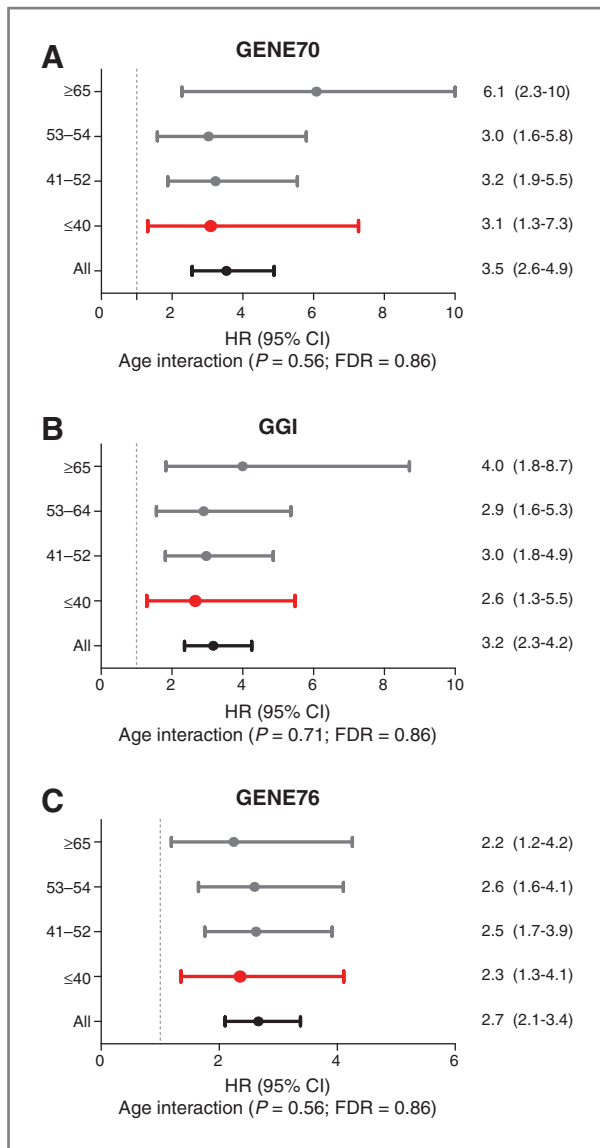 A
GENE70
≥65 6.1 (2.3-10)
53–54 3.0 (1.6-5.8)
41–52 3.2 (1.9-5.5)
≤40 3.1 (1.3-7.3)
All 3.5 (2.6-4.9)
0 2 4 6 8 10
HR (95% CI)
Age interaction (P = 0.56; FDR = 0.86)
B
GGI
≥65 4.0 (1.8-8.7)
53–64 2.9 (1.6-5.3)
41–52 3.0 (1.8-4.9)
≤40 2.6 (1.3-5.5)
All 3.2 (2.3-4.2)
0 2 4 6 8 10
HR (95% CI)
Age interaction (P = 0.71; FDR = 0.86)
C
GENE76
≥65 2.2 (1.2-4.2)
53–54 2.6 (1.6-4.1)
41–52 2.5 (1.7-3.9)
≤40 2.3 (1.3-4.1)
All 2.7 (2.1-3.4)
0 2 4 6
HR (95% CI)
Age interaction (P = 0.56; FDR = 0.86)